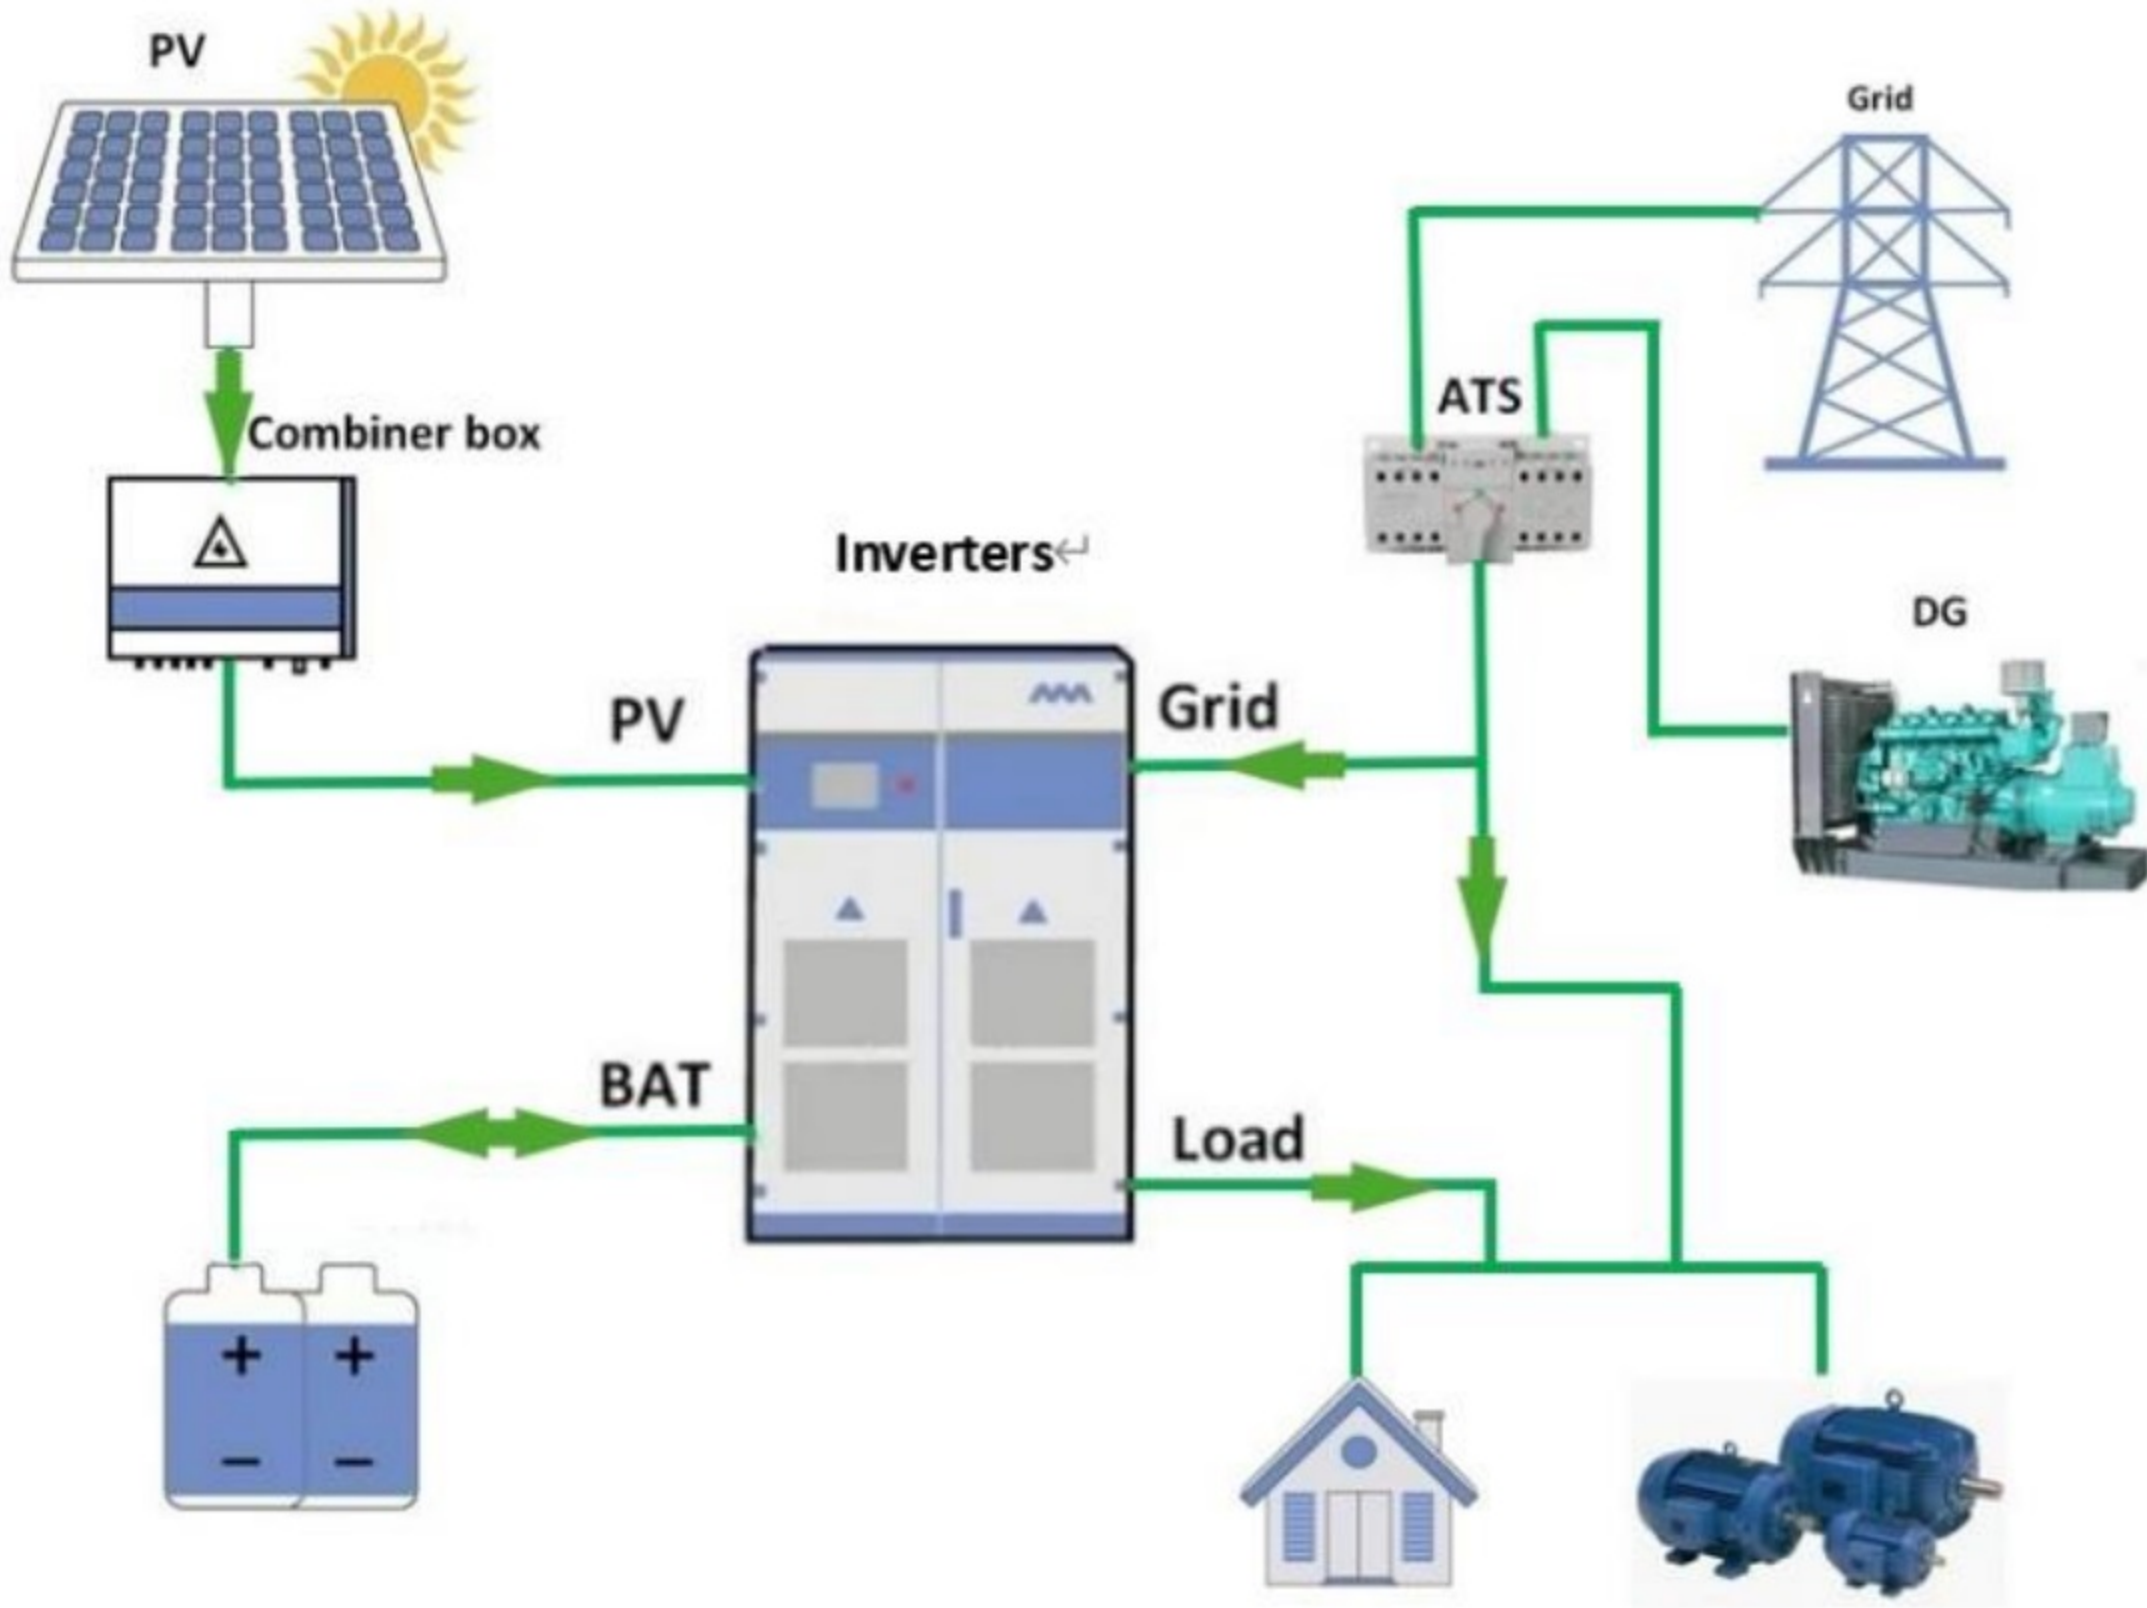 PV
Grid
ATS
Combiner box
Inverters↵
DG
PV
Grid
BAT
Load
+ +
− −